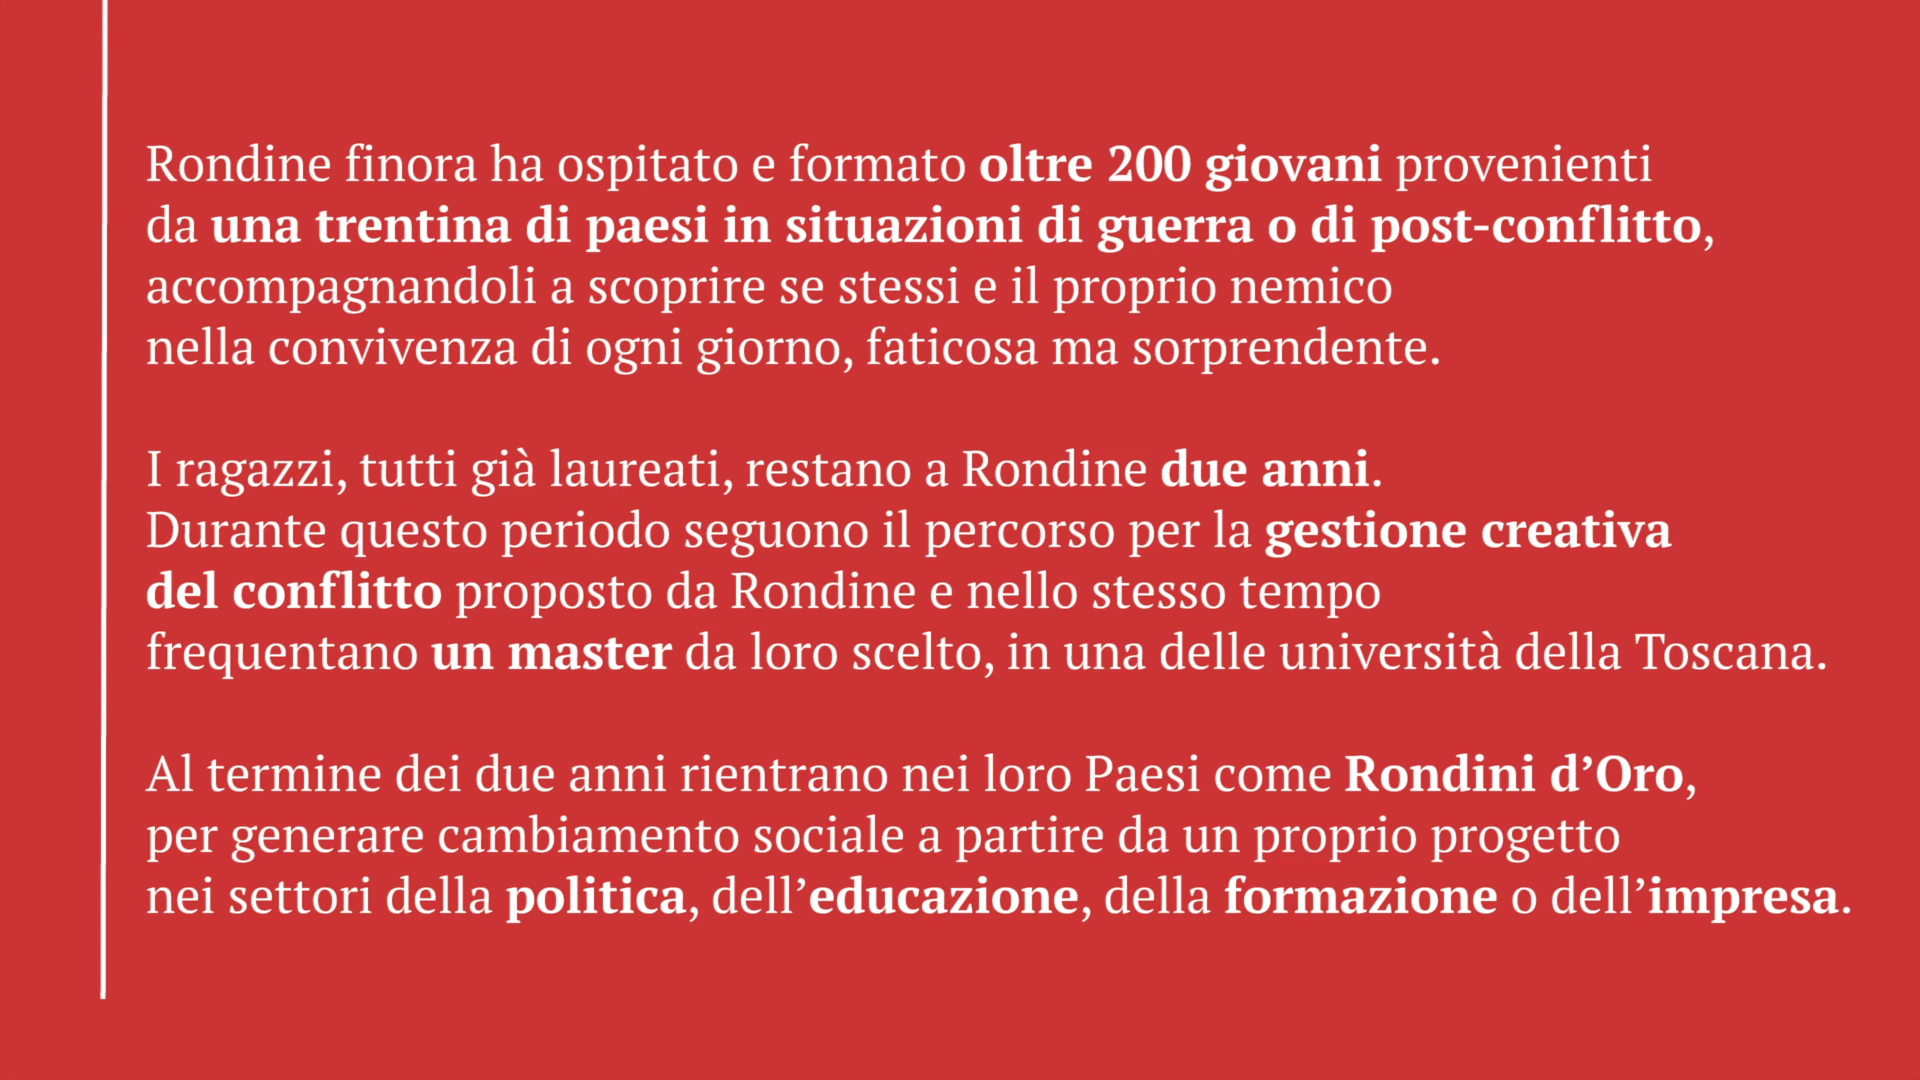 Rondine finora ha ospitato e formato oltre 200 giovani provenienti
da una trentina di paesi in situazioni di guerra o di post-conflitto,
accompagnandoli a scoprire se stessi e il proprio nemico
nella convivenza di ogni giorno, faticosa ma sorprendente.
I ragazzi, tutti già laureati, restano a Rondine due anni.
Durante questo periodo seguono il percorso per la gestione creativa
del conflitto proposto da Rondine e nello stesso tempo
frequentano un master da loro scelto, in una delle università della Toscana.
Al termine dei due anni rientrano nei loro Paesi come Rondini d’Oro,
per generare cambiamento sociale a partire da un proprio progetto
nei settori della politica, dell’educazione, della formazione o dell’impresa.